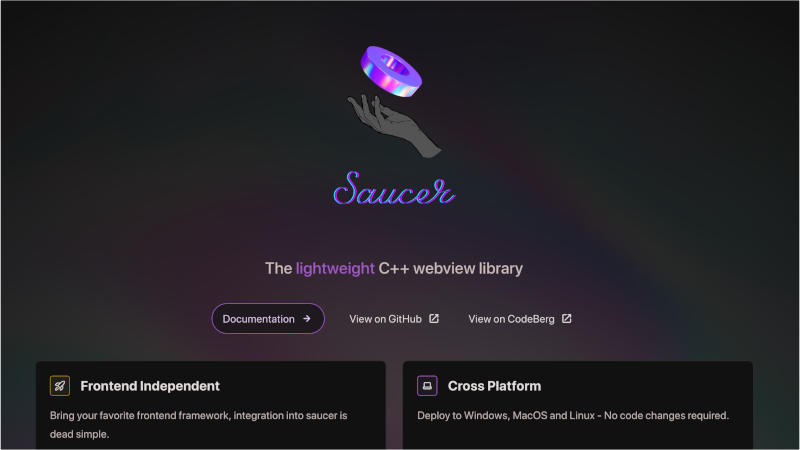 Saucer
The lightweight C++ webview library
Documentation
View on GitHub
View on CodeBerg
Frontend Independent
Bring your favorite frontend framework, integration into saucer is
dead simple.
Cross Platform
Deploy to Windows, MacOS and Linux - No code changes required.